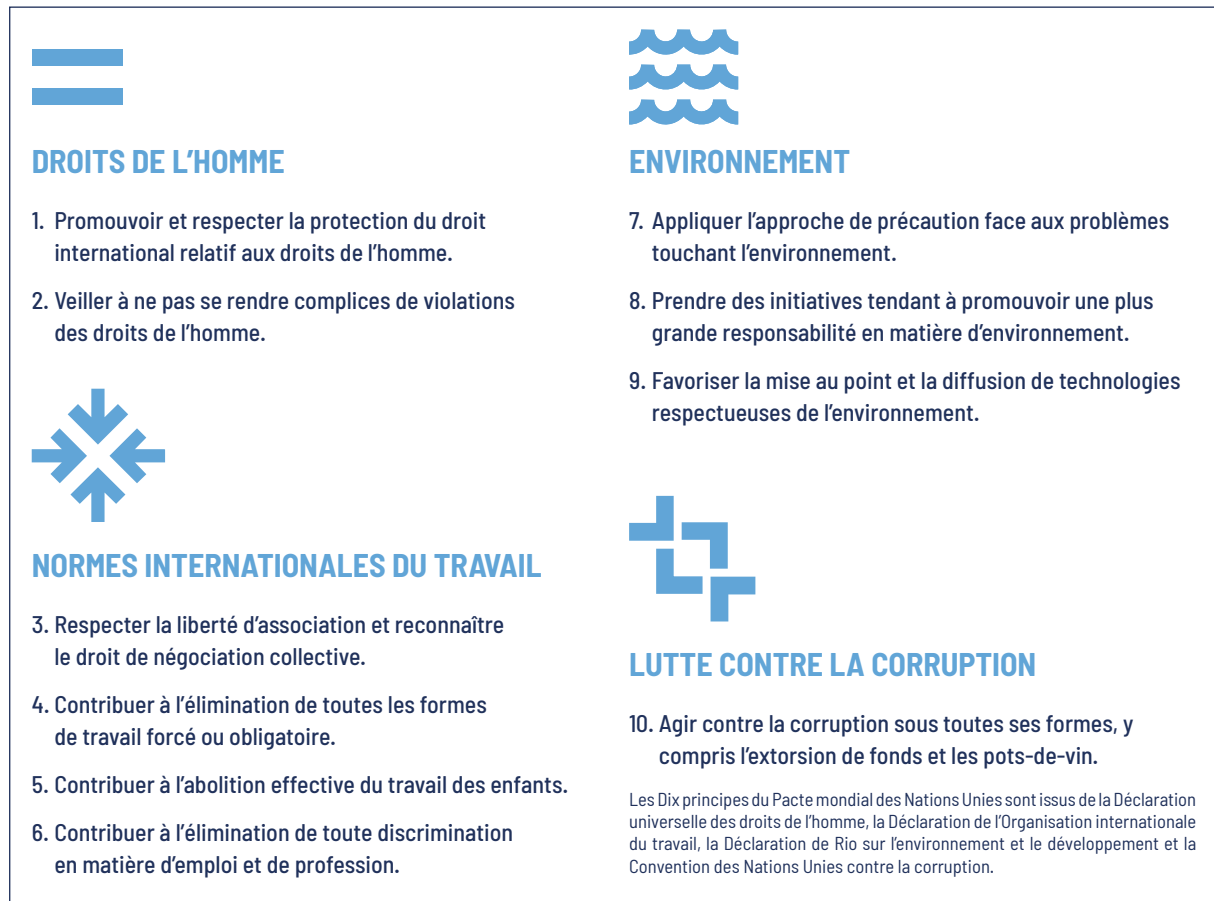 DROITS DE L’HOMME
1. Promouvoir et respecter la protection du droit
international relatif aux droits de l’homme.
2. Veiller à ne pas se rendre complices de violations
des droits de l’homme.
NORMES INTERNATIONALES DU TRAVAIL
3. Respecter la liberté d’association et reconnaître
le droit de négociation collective.
4. Contribuer à l’élimination de toutes les formes
de travail forcé ou obligatoire.
5. Contribuer à l’abolition effective du travail des enfants.
6. Contribuer à l’élimination de toute discrimination
en matière d’emploi et de profession.
ENVIRONNEMENT
7. Appliquer l’approche de précaution face aux problèmes
touchant l’environnement.
8. Prendre des initiatives tendant à promouvoir une plus
grande responsabilité en matière d’environnement.
9. Favoriser la mise au point et la diffusion de technologies
respectueuses de l’environnement.
LUTTE CONTRE LA CORRUPTION
10. Agir contre la corruption sous toutes ses formes, y
compris l’extorsion de fonds et les pots-de-vin.
Les Dix principes du Pacte mondial des Nations Unies sont issus de la Déclaration
universelle des droits de l’homme, la Déclaration de l’Organisation internationale
du travail, la Déclaration de Rio sur l’environnement et le développement et la
Convention des Nations Unies contre la corruption.